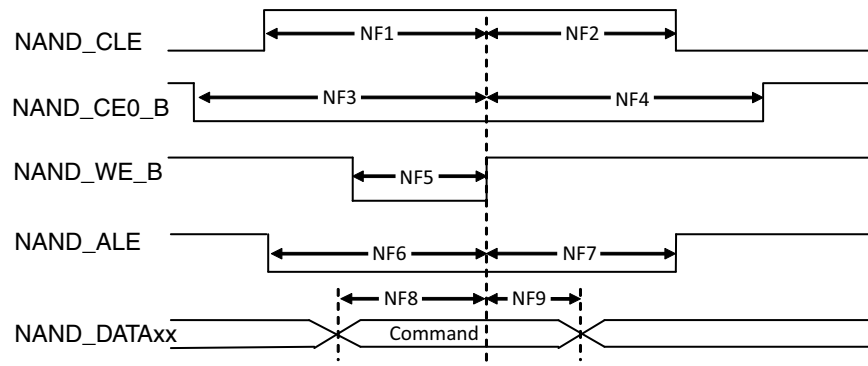 NAND_CLE NF1 NF2
NAND_CE0_B NF3 NF4
NAND_WE_B NF5
NAND_ALE NF6 NF7
NF8 NF9
NAND_DATAxx Command